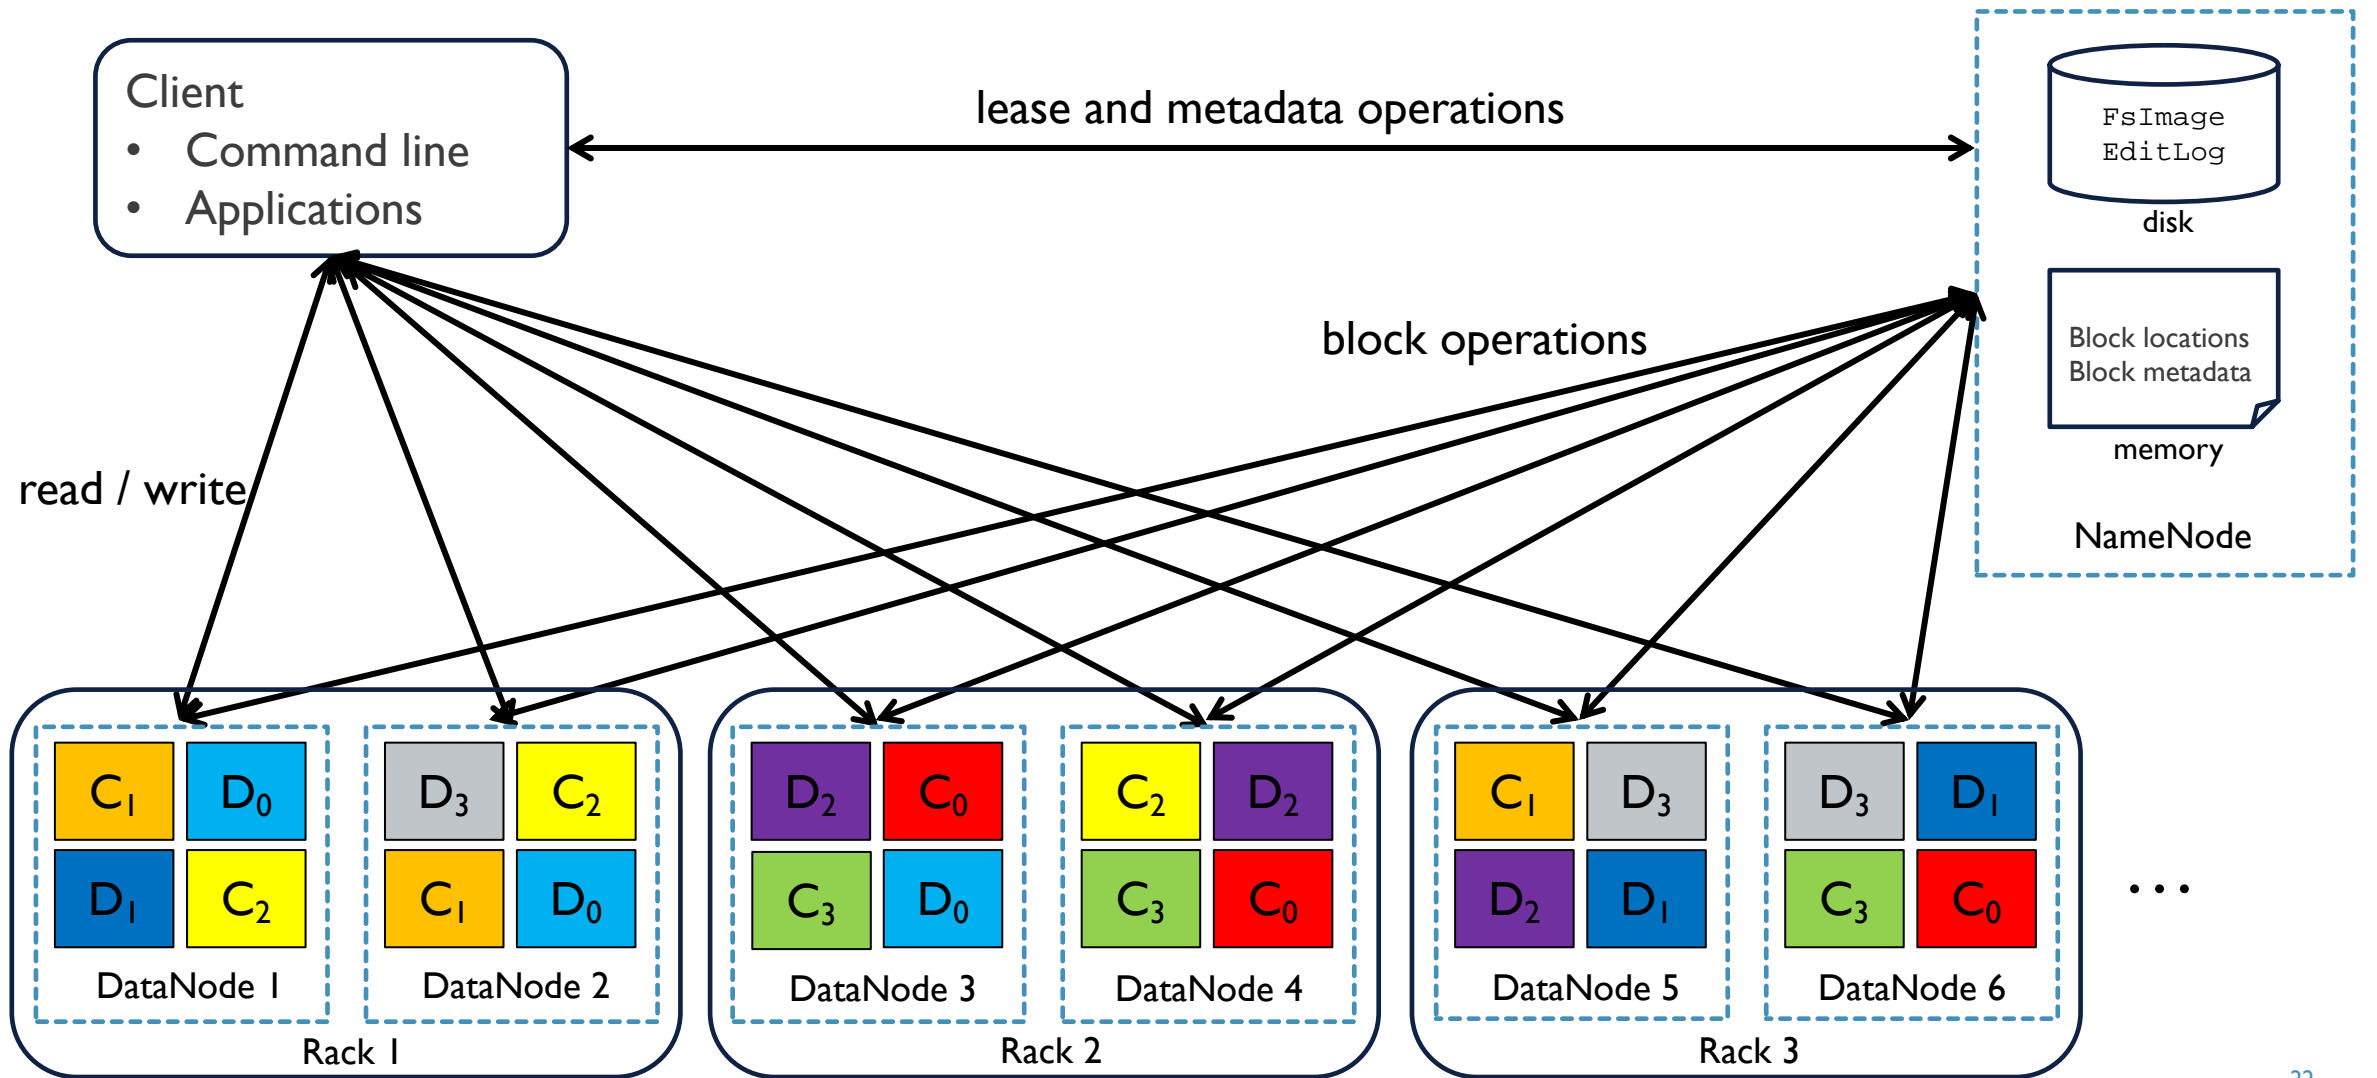 Client
• Command line
• Applications
lease and metadata operations
FsImage
EditLog
disk
block operations
Block locations
Block metadata
memory
read / write
NameNode
C₁ D₀ D₃ C₂ D₂ C₀ C₂ D₂ C₁ D₃ D₃ D₁
D₁ C₂ C₁ D₀ C₃ D₀ C₃ C₀ D₂ D₁ C₃ C₀
...
DataNode 1 DataNode 2 DataNode 3 DataNode 4 DataNode 5 DataNode 6
Rack 1 Rack 2 Rack 3